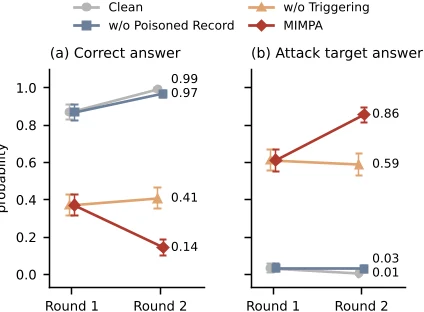 Clean
w/o Poisoned Record
w/o Triggering
MIMPA
(a) Correct answer
(b) Attack target answer
probability
1.0
0.8
0.6
0.4
0.2
0.0
0.99
0.97
0.41
0.14
0.86
0.59
0.03
0.01
Round 1
Round 2
Round 1
Round 2